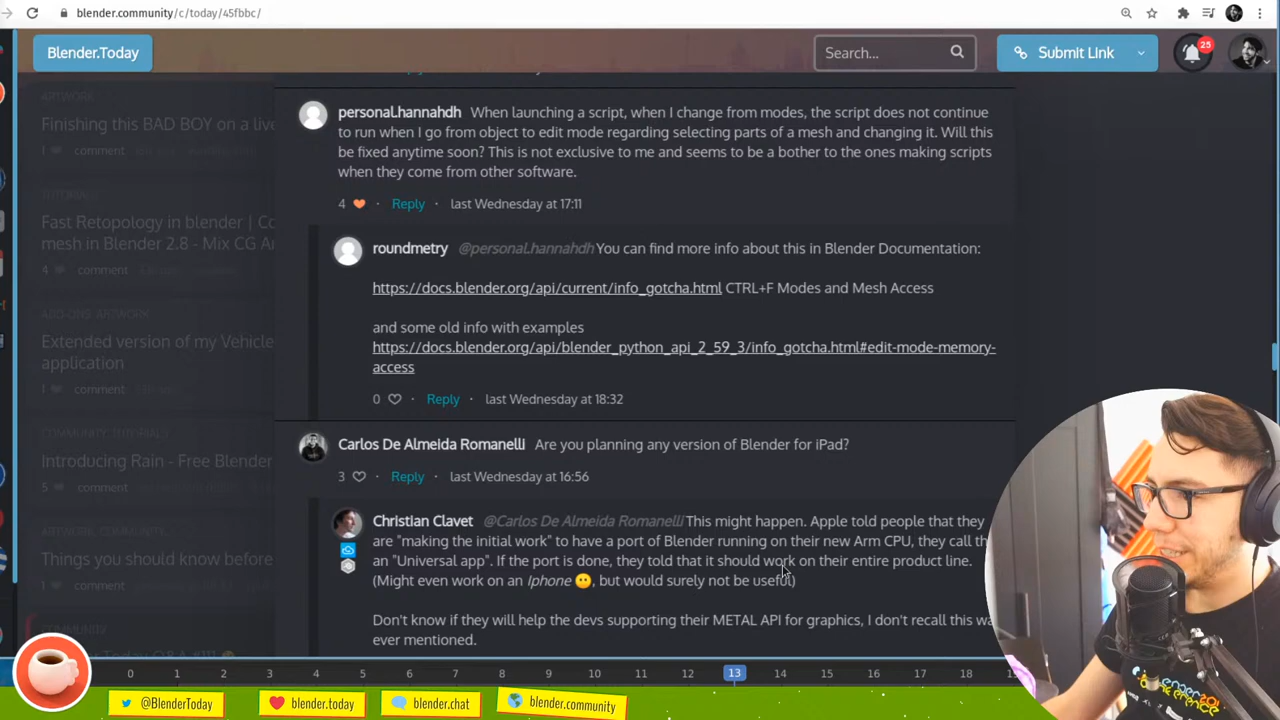 blender.community/c/today/45fbbc/
Blender.Today
Search...
Submit Link
25
ARTWORK
Finishing this BAD BOY on a live
1 comment
Fast Retopology in blender | Co
mesh in Blender 2.8 - Mix CG Ar
4 comment
ADD-ONS, ARTWORK
Extended version of my Vehicle
application
1 comment
COMMUNITY, TUTORIALS
Introducing Rain - Free Blender
5 comment
ARTWORK, COMMUNITY
Things you should know before
comment
COMMUNITY
personal.hannahdh When launching a script, when I change from modes, the script does not continue
to run when I go from object to edit mode regarding selecting parts of a mesh and changing it. Will this
be fixed anytime soon? This is not exclusive to me and seems to be a bother to the ones making scripts
when they come from other software.
4 · Reply · last Wednesday at 17:11
roundmetry @personal.hannahdh You can find more info about this in Blender Documentation:
https://docs.blender.org/api/current/info_gotcha.html CTRL+F Modes and Mesh Access
and some old info with examples
https://docs.blender.org/api/blender_python_api_2_59_3/info_gotcha.html#edit-mode-memory-
access
0 · Reply · last Wednesday at 18:32
Carlos De Almeida Romanelli Are you planning any version of Blender for iPad?
3 · Reply · last Wednesday at 16:56
Christian Clavet @Carlos De Almeida Romanelli This might happen. Apple told people that they
are "making the initial work" to have a port of Blender running on their new Arm CPU, they call th
an "Universal app". If the port is done, they told that it should work on their entire product line.
(Might even work on an Iphone 😶, but would surely not be useful)
Don't know if they will help the devs supporting their METAL API for graphics, I don't recall this wa
ever mentioned.
0 1 2 3 4 5 6 7 8 9 10 11 12 13 14 15 16 17 18
@BlenderToday
blender.today
blender.chat
blender.community